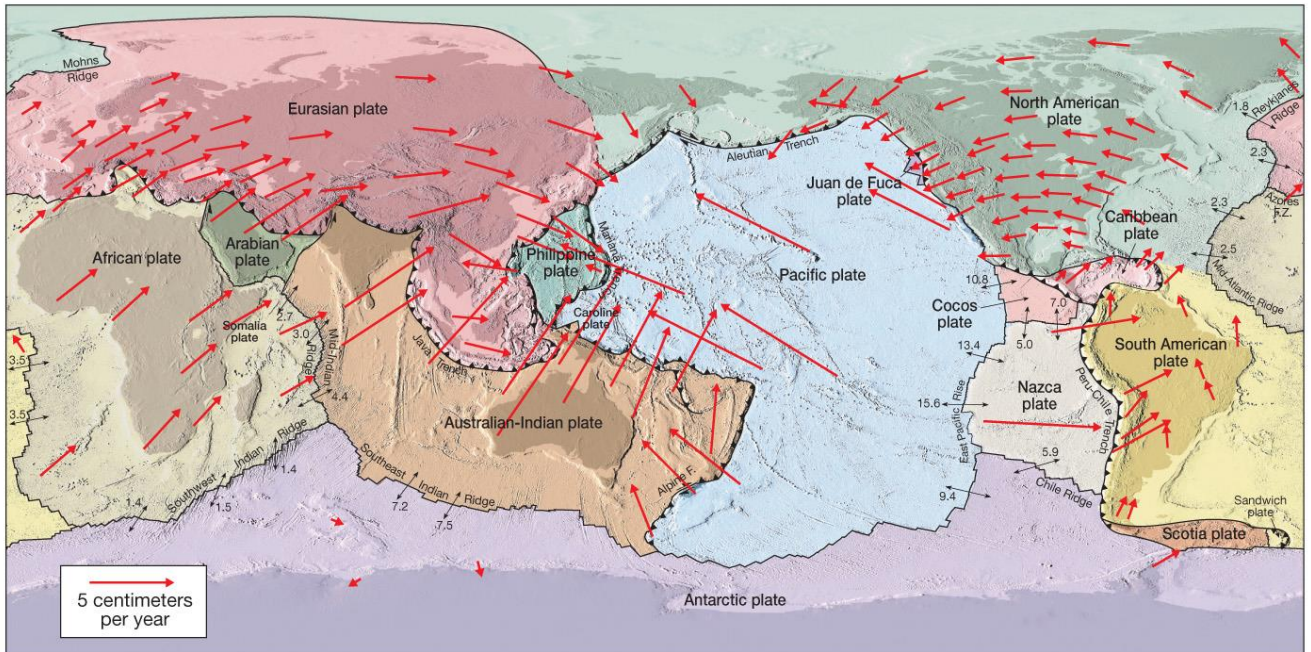 Mohns
Ridge
Eurasian plate
North American
plate
1.8
Reykjanes
Ridge
2.3
Aleutian Trench
Juan de Fuca
plate
Azores
F.Z.
2.3
Caribbean
plate
African plate
Arabian
plate
Philippine
plate
Mariana
Pacific plate
2.5
Mid Atlantic Ridge
10.8
7.0
Cocos
plate
Caroline
plate
Somalia
plate
2.7
3.0
Mid-Indian
Ridge
Java Trench
5.0
13.4
South American
plate
3.5
3.5
4.4
Nazca
plate
Peru-Chile Trench
15.6
East Pacific Rise
Australian-Indian plate
5.9
Chile Ridge
Southwest Indian Ridge
1.4
1.4
1.5
Southeast Indian Ridge
7.2
7.5
Alpine F.
9.4
Sandwich
plate
Scotia plate
Antarctic plate
5 centimeters
per year